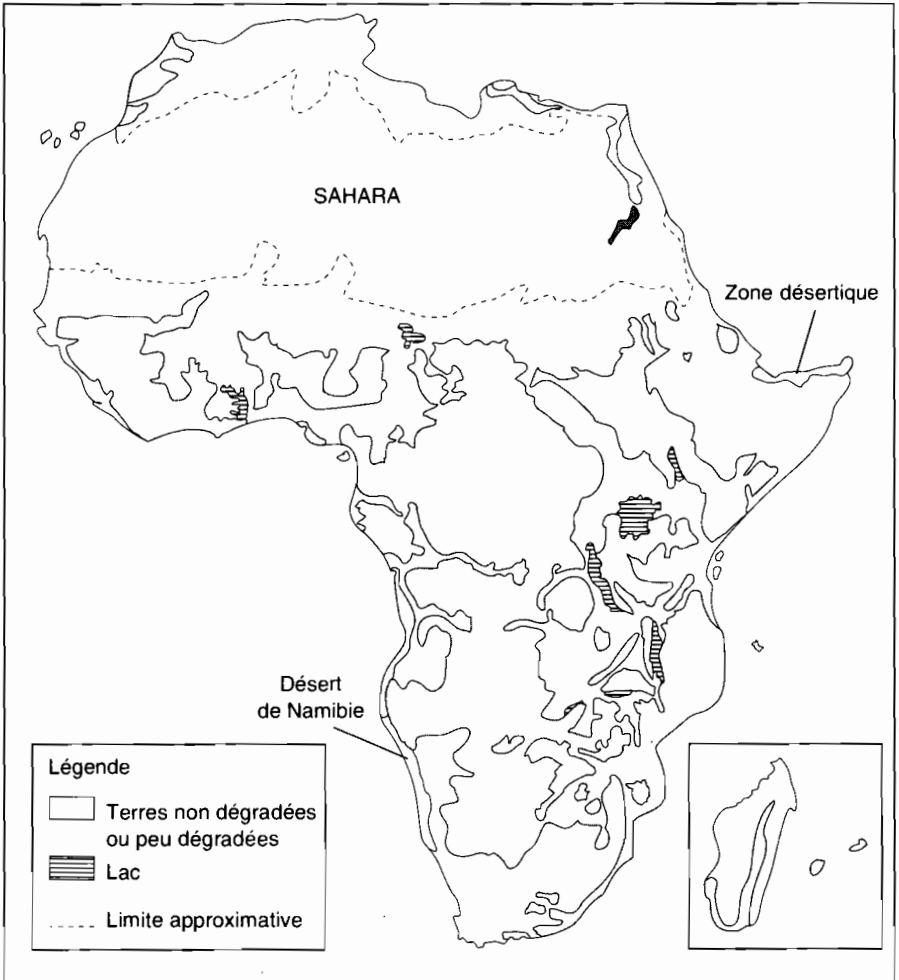 SAHARA
Zone désertique
Désert
de Namibie
Légende
Terres non dégradées
ou peu dégradées
Lac
Limite approximative